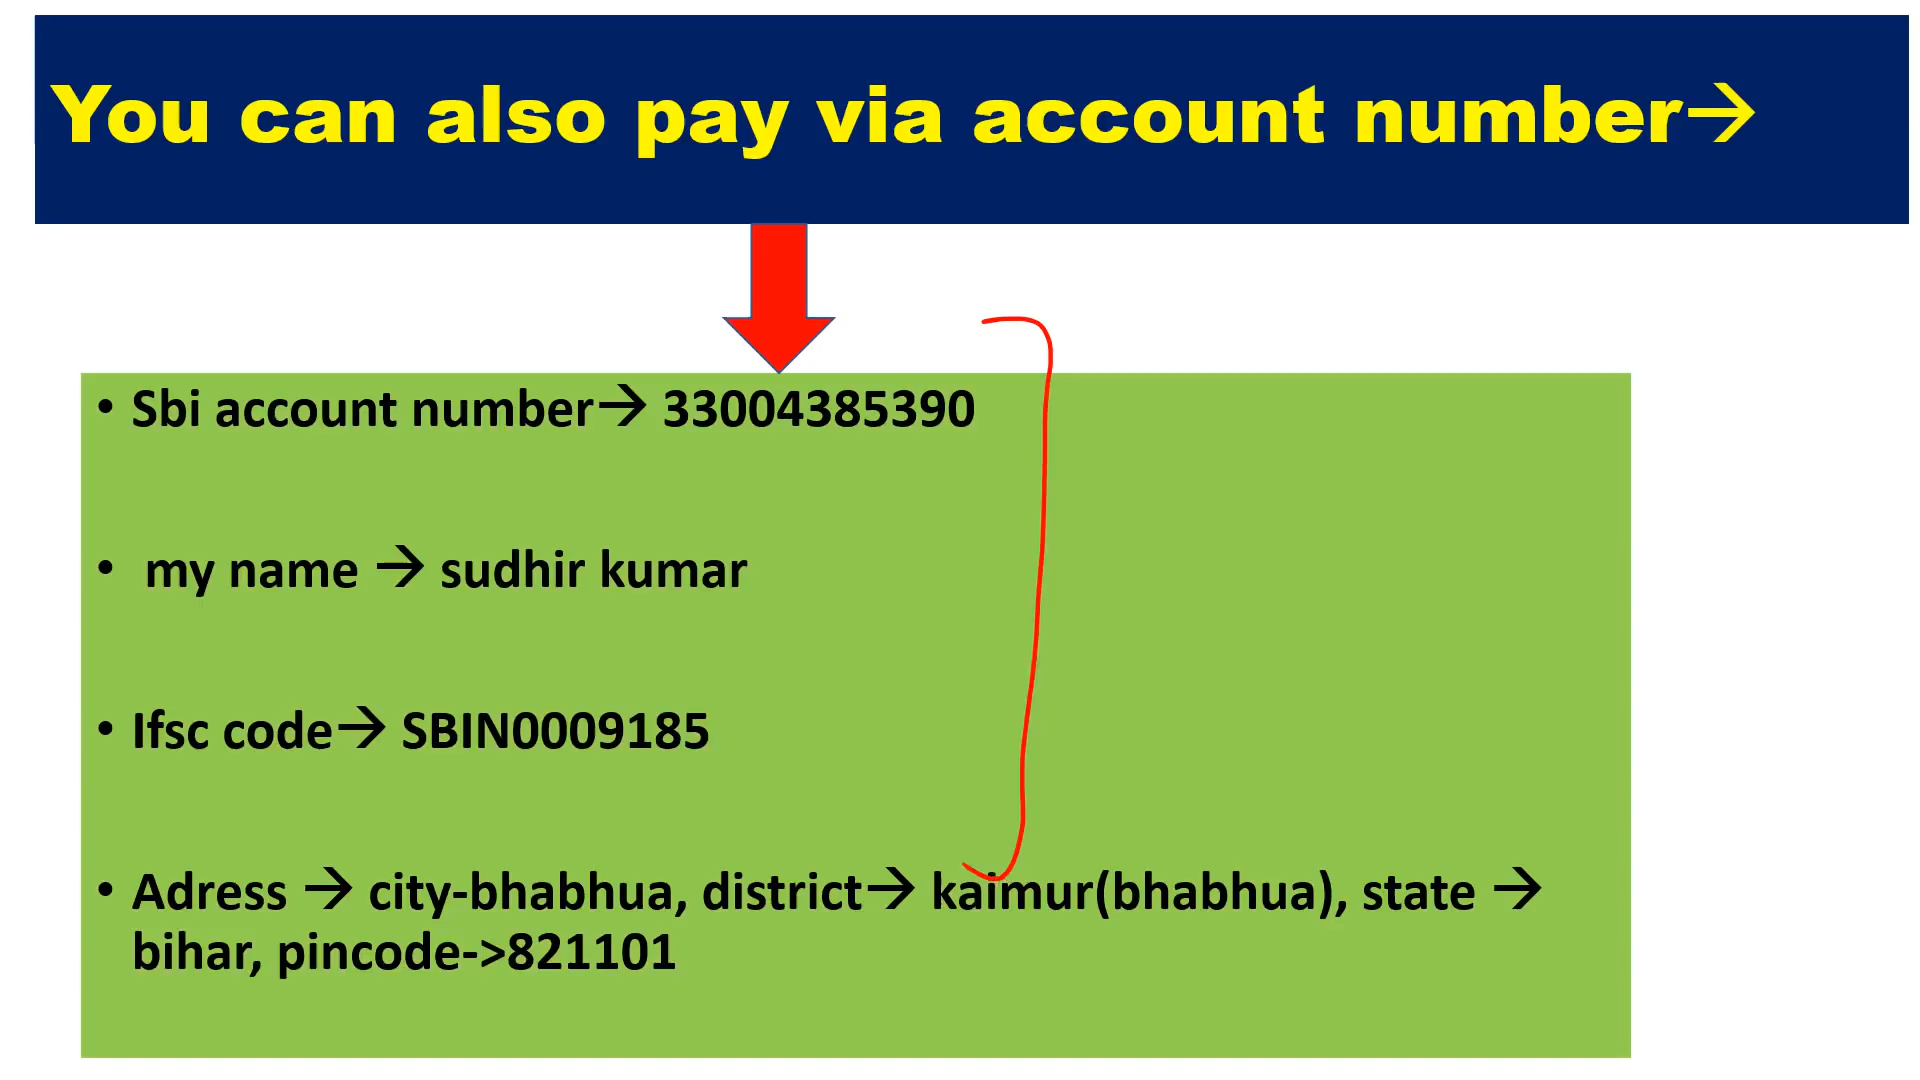 You can also pay via account number→
• Sbi account number→ 33004385390
• my name → sudhir kumar
• Ifsc code→ SBIN0009185
• Adress → city-bhabhua, district→ kaimur(bhabhua), state →
bihar, pincode->821101